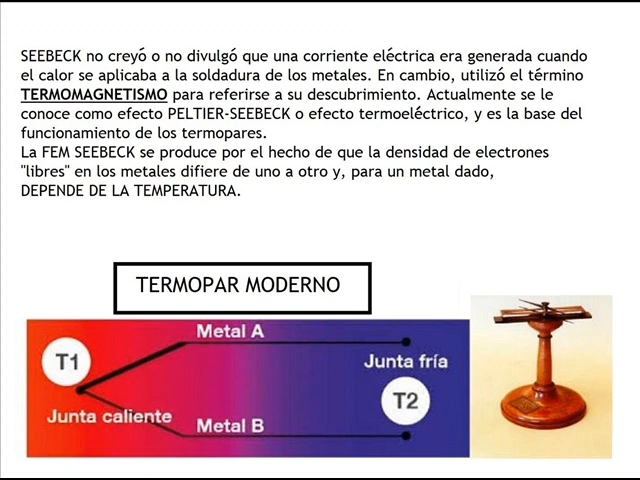 SEEBECK no creyó o no divulgó que una corriente eléctrica era generada cuando
el calor se aplicaba a la soldadura de los metales. En cambio, utilizó el término
TERMOMAGNETISMO para referirse a su descubrimiento. Actualmente se le
conoce como efecto PELTIER-SEEBECK o efecto termoeléctrico, y es la base del
funcionamiento de los termopares.
La FEM SEEBECK se produce por el hecho de que la densidad de electrones
"libres" en los metales difiere de uno a otro y, para un metal dado,
DEPENDE DE LA TEMPERATURA.
TERMOPAR MODERNO
Metal A
T1
Junta fría
T2
Junta caliente
Metal B